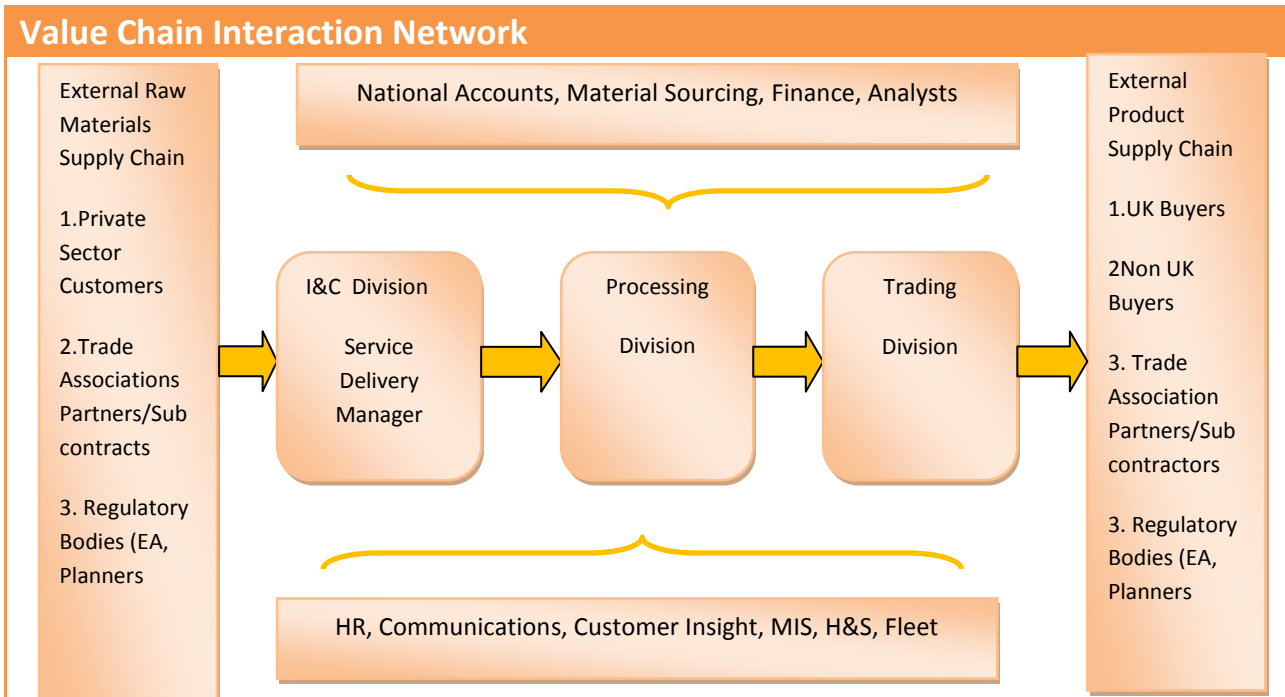 Value Chain Interaction Network
External Raw
Materials
Supply Chain
1.Private
Sector
Customers
2.Trade
Associations
Partners/Sub
contracts
3. Regulatory
Bodies (EA,
Planners
National Accounts, Material Sourcing, Finance, Analysts
I&C Division
Service
Delivery
Manager
Processing
Division
Trading
Division
HR, Communications, Customer Insight, MIS, H&S, Fleet
External
Product
Supply Chain
1.UK Buyers
2Non UK
Buyers
3. Trade
Association
Partners/Sub
contractors
3. Regulatory
Bodies (EA,
Planners